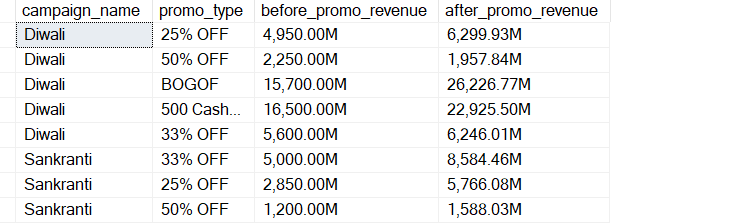 campaign_name promo_type before_promo_revenue after_promo_revenue
Diwali 25% OFF 4,950.00M 6,299.93M
Diwali 50% OFF 2,250.00M 1,957.84M
Diwali BOGOF 15,700.00M 26,226.77M
Diwali 500 Cash... 16,500.00M 22,925.50M
Diwali 33% OFF 5,600.00M 6,246.01M
Sankranti 33% OFF 5,000.00M 8,584.46M
Sankranti 25% OFF 2,850.00M 5,766.08M
Sankranti 50% OFF 1,200.00M 1,588.03M